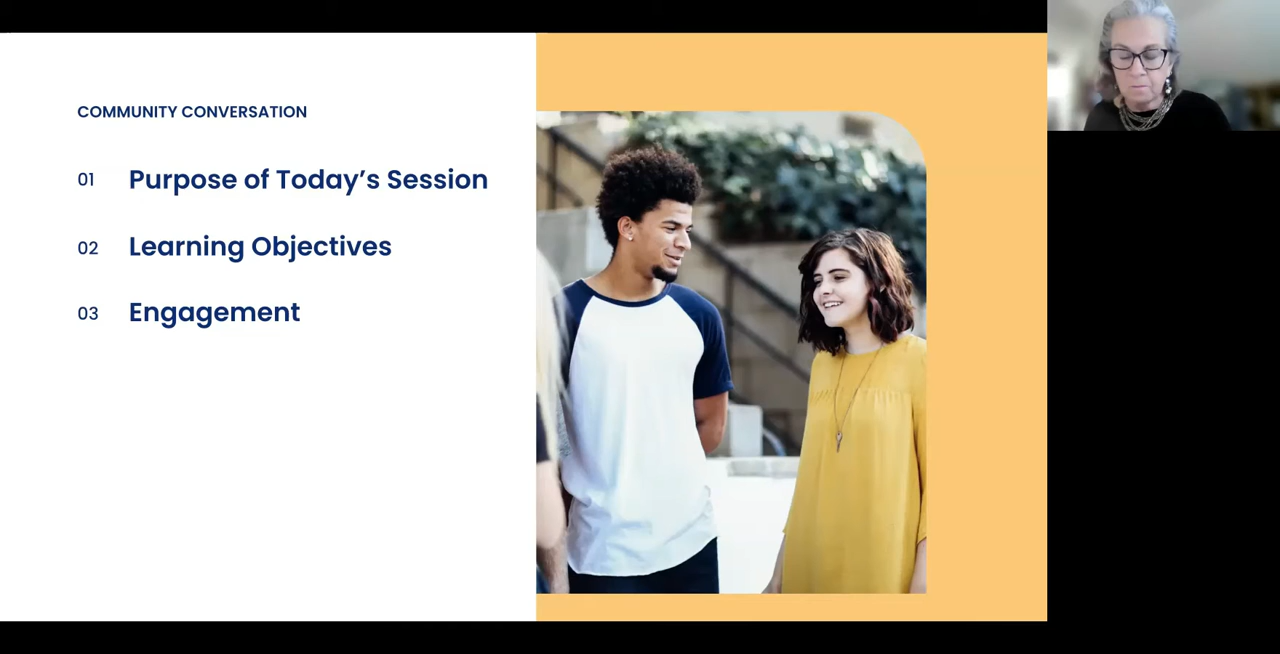 COMMUNITY CONVERSATION
01 Purpose of Today’s Session
02 Learning Objectives
03 Engagement